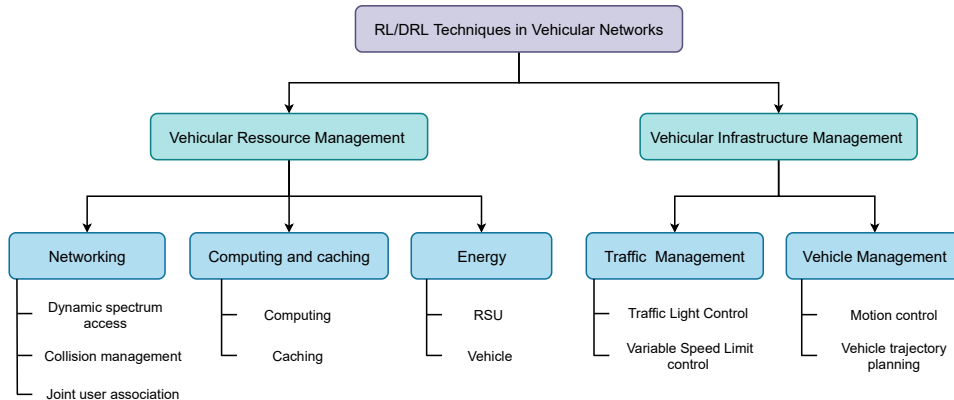 RL/DRL Techniques in Vehicular Networks
Vehicular Ressource Management
Vehicular Infrastructure Management
Networking
Computing and caching
Energy
Traffic Management
Vehicle Management
Dynamic spectrum
access
Collision management
Joint user association
Computing
Caching
RSU
Vehicle
Traffic Light Control
Variable Speed Limit
control
Motion control
Vehicle trajectory
planning